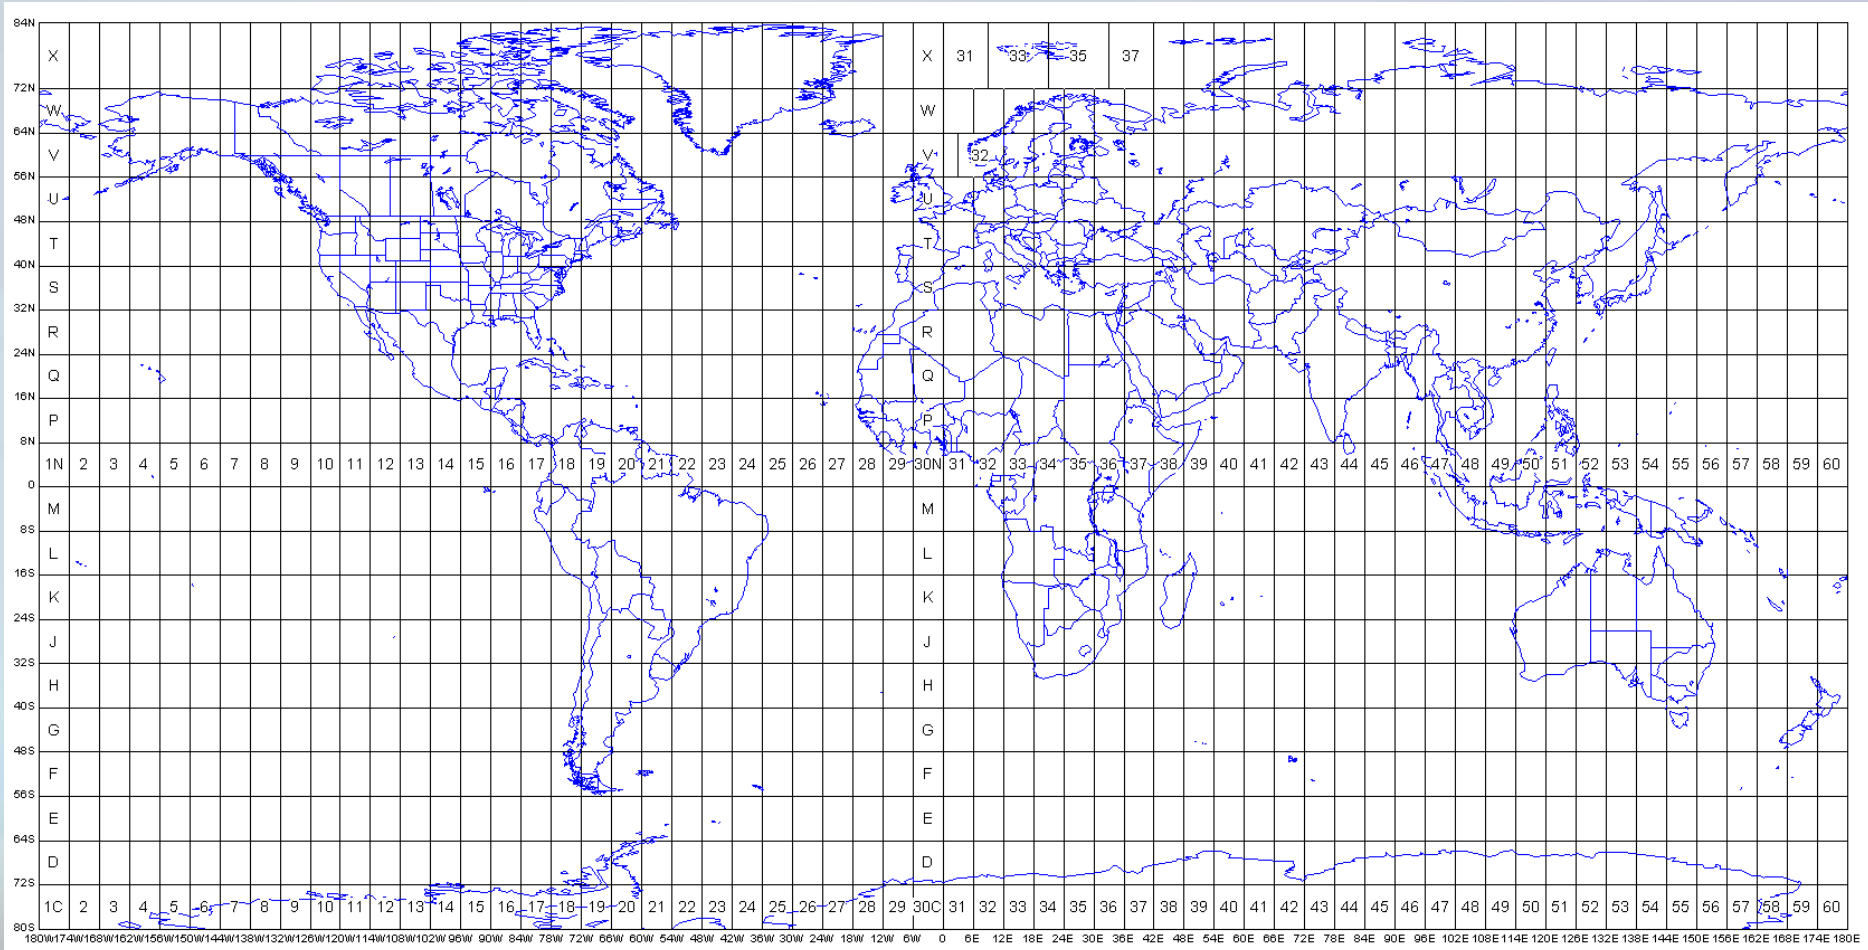 84N
X X 31 33 35 37
72N
W W
64N
V V 32
56N
U U
48N
T T
40N
S S
32N
R R
24N
Q Q
16N
P P
8N
1N 2 3 4 5 6 7 8 9 10 11 12 13 14 15 16 17 18 19 20 21 22 23 24 25 26 27 28 29 30N 31 32 33 34 35 36 37 38 39 40 41 42 43 44 45 46 47 48 49 50 51 52 53 54 55 56 57 58 59 60
0
M M
8S
L L
16S
K K
24S
J J
32S
H H
40S
G G
48S
F F
56S
E E
64S
D D
72S
1C 2 3 4 5 6 7 8 9 10 11 12 13 14 15 16 17 18 19 20 21 22 23 24 25 26 27 28 29 30C 31 32 33 34 35 36 37 38 39 40 41 42 43 44 45 46 47 48 49 50 51 52 53 54 55 56 57 58 59 60
80S
180W 174W 168W 162W 156W 150W 144W 138W 132W 126W 120W 114W 108W 102W 96W 90W 84W 78W 72W 66W 60W 54W 48W 42W 36W 30W 24W 18W 12W 6W 0 6E 12E 18E 24E 30E 36E 42E 48E 54E 60E 66E 72E 78E 84E 90E 96E 102E 108E 114E 120E 126E 132E 138E 144E 150E 156E 162E 168E 174E 180E